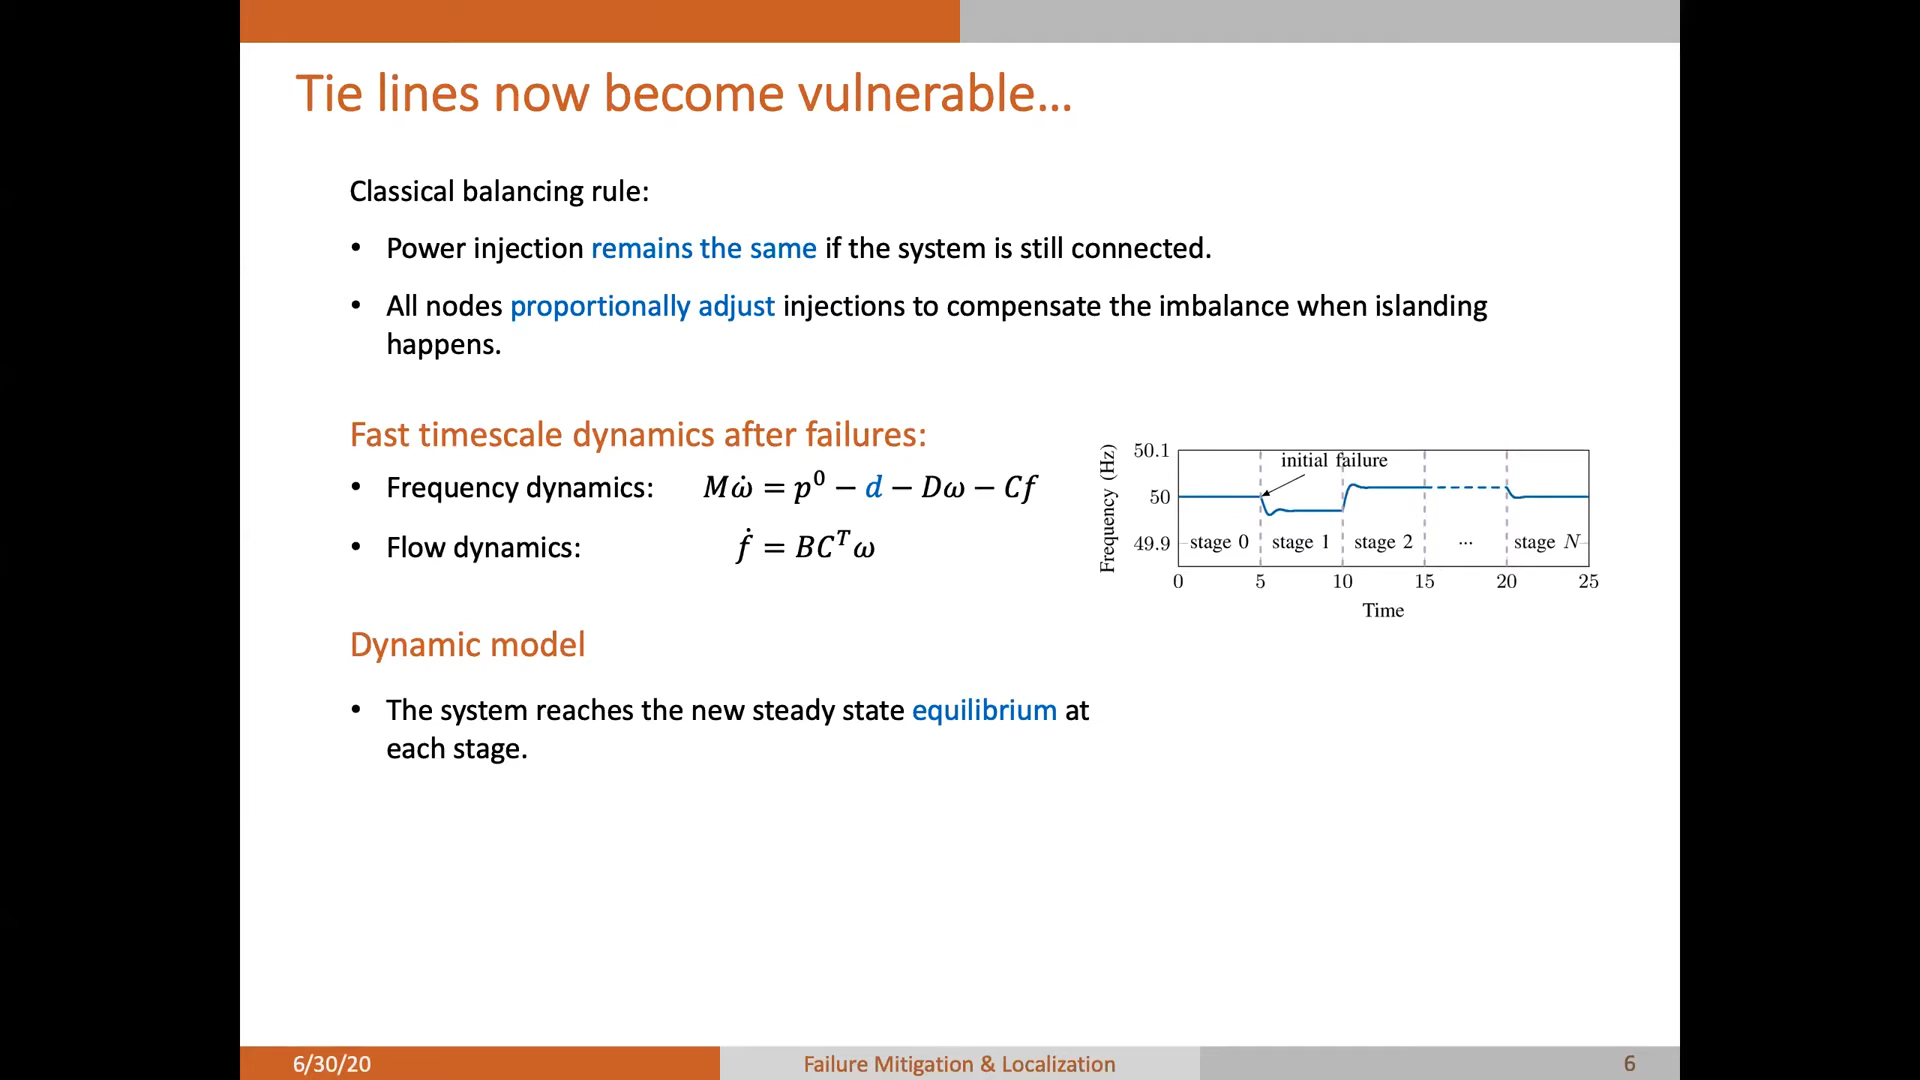 Tie lines now become vulnerable...
Classical balancing rule:
• Power injection remains the same if the system is still connected.
• All nodes proportionally adjust injections to compensate the imbalance when islanding
happens.
Fast timescale dynamics after failures:
• Frequency dynamics: Mω̇ = p⁰ − d − Dω − Cf
• Flow dynamics: ḟ = BCᵀω
Frequency (Hz)
50.1
50
49.9
initial failure
stage 0 stage 1 stage 2 ... stage N
0 5 10 15 20 25
Time
Dynamic model
• The system reaches the new steady state equilibrium at
each stage.
6/30/20 Failure Mitigation & Localization 6